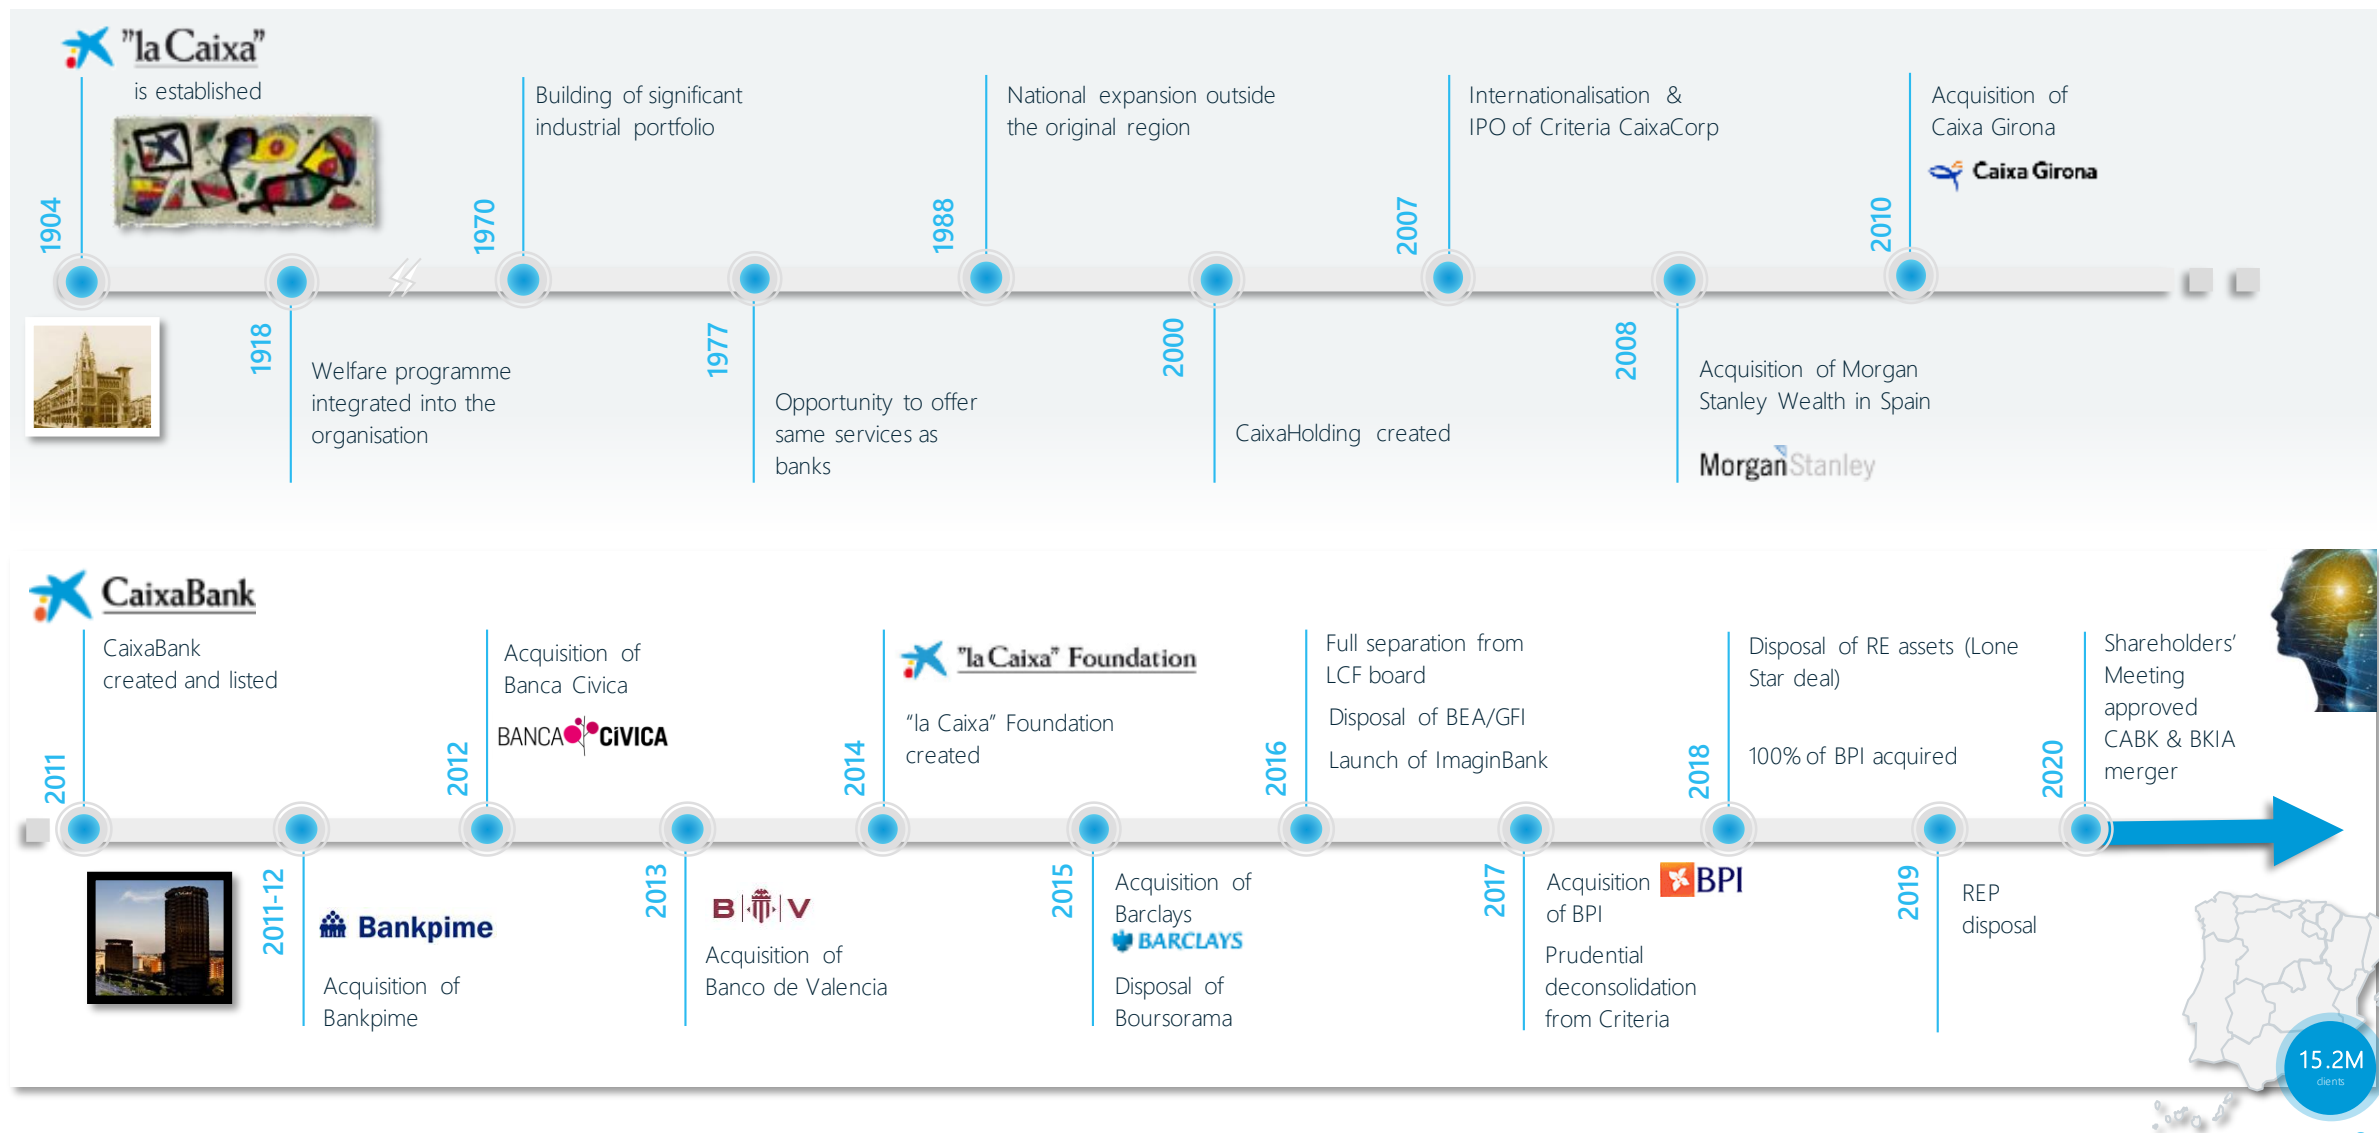 "la Caixa"
is established
1904
1918
Welfare programme
integrated into the
organisation
1970
Building of significant
industrial portfolio
1977
Opportunity to offer
same services as
banks
1988
National expansion outside
the original region
2000
CaixaHolding created
2007
Internationalisation &
IPO of Criteria CaixaCorp
2008
Acquisition of Morgan
Stanley Wealth in Spain
MorganStanley
2010
Acquisition of
Caixa Girona
Caixa Girona
CaixaBank
CaixaBank
created and listed
2011
2011-12
Bankpime
Acquisition of
Bankpime
2012
Acquisition of
Banca Civica
BANCA CíVICA
2013
B V
Acquisition of
Banco de Valencia
2014
"la Caixa" Foundation
“la Caixa” Foundation
created
2015
Acquisition of
Barclays
BARCLAYS
Disposal of
Boursorama
2016
Full separation from
LCF board
Disposal of BEA/GFI
Launch of ImaginBank
2017
Acquisition
of BPI
BPI
Prudential
deconsolidation
from Criteria
2018
Disposal of RE assets (Lone
Star deal)
100% of BPI acquired
2019
REP
disposal
2020
Shareholders’
Meeting
approved
CABK & BKIA
merger
15.2M
clients